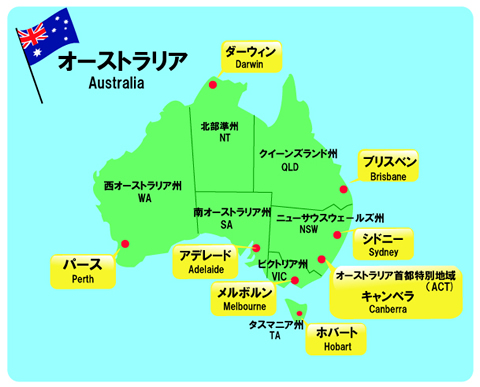 オーストラリア
Australia
ダーウィン
Darwin
北部準州
NT
クイーンズランド州
QLD
ブリスベン
Brisbane
西オーストラリア州
WA
南オーストラリア州
SA
ニューサウスウェールズ州
NSW
シドニー
Sydney
パース
Perth
アデレード
Adelaide
ビクトリア州
VIC
メルボルン
Melbourne
オーストラリア首都特別地域
(ACT)
キャンベラ
Canberra
タスマニア州
TA
ホバート
Hobart